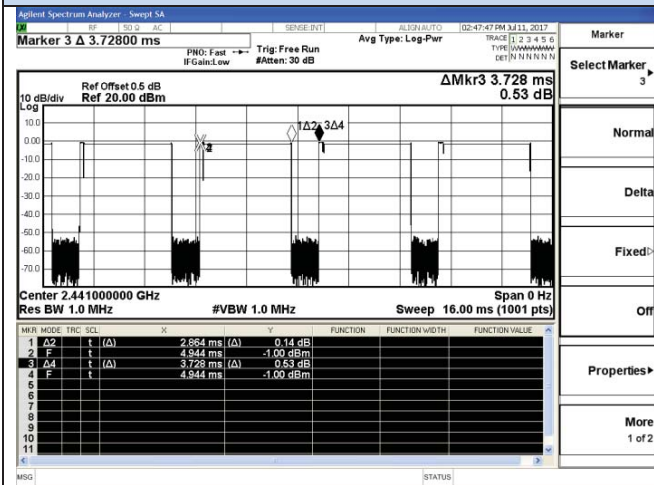 Agilent Spectrum Analyzer - Swept SA
RF 50 Ω AC SENSE:INT ALIGN AUTO 02:47:47 PM Jul 11, 2017
Marker 3 Δ 3.72800 ms
PNO: Fast
IFGain:Low
Trig: Free Run
#Atten: 30 dB
Avg Type: Log-Pwr
TRACE 1 2 3 4 5 6
TYPE WWWWWW
DET N N N N N N
Ref Offset 0.5 dB
10 dB/div Ref 20.00 dBm
Log
ΔMkr3 3.728 ms
0.53 dB
10.0
0.00
-10.0
-20.0
-30.0
-40.0
-50.0
-60.0
-70.0
1Δ2 3Δ4
Center 2.441000000 GHz Span 0 Hz
Res BW 1.0 MHz #VBW 1.0 MHz Sweep 16.00 ms (1001 pts)
MKR MODE TRC SCL X Y FUNCTION FUNCTION WIDTH FUNCTION VALUE
1 Δ2 t (Δ) 2.864 ms (Δ) 0.14 dB
2 F t 4.944 ms -1.00 dBm
3 Δ4 t (Δ) 3.728 ms (Δ) 0.53 dB
4 F t 4.944 ms -1.00 dBm
5
6
7
8
9
10
11
MSG STATUS
Marker
Select Marker
3
Normal
Delta
Fixed
Off
Properties
More
1 of 2